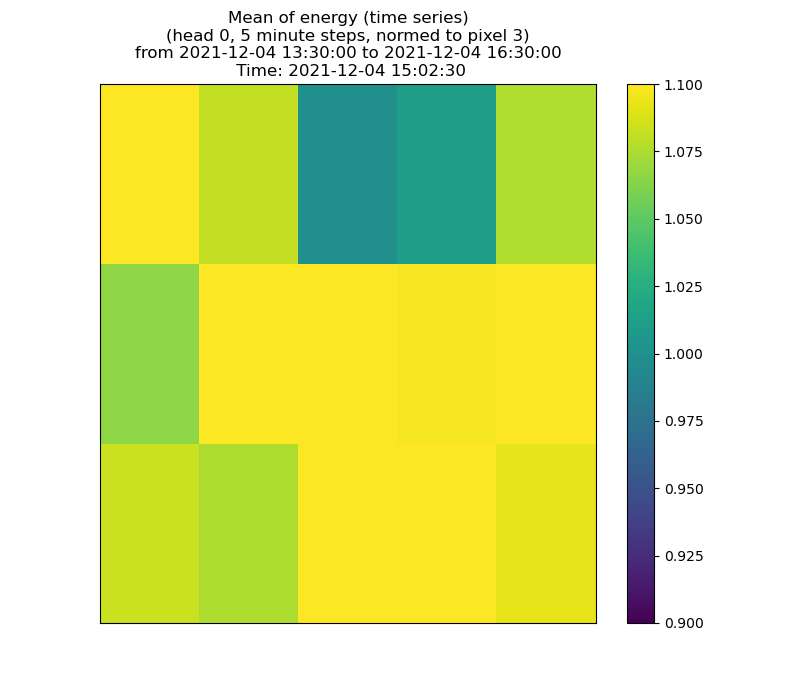 Mean of energy (time series)
(head 0, 5 minute steps, normed to pixel 3)
from 2021-12-04 13:30:00 to 2021-12-04 16:30:00
Time: 2021-12-04 15:02:30
1.100
1.075
1.050
1.025
1.000
0.975
0.950
0.925
0.900